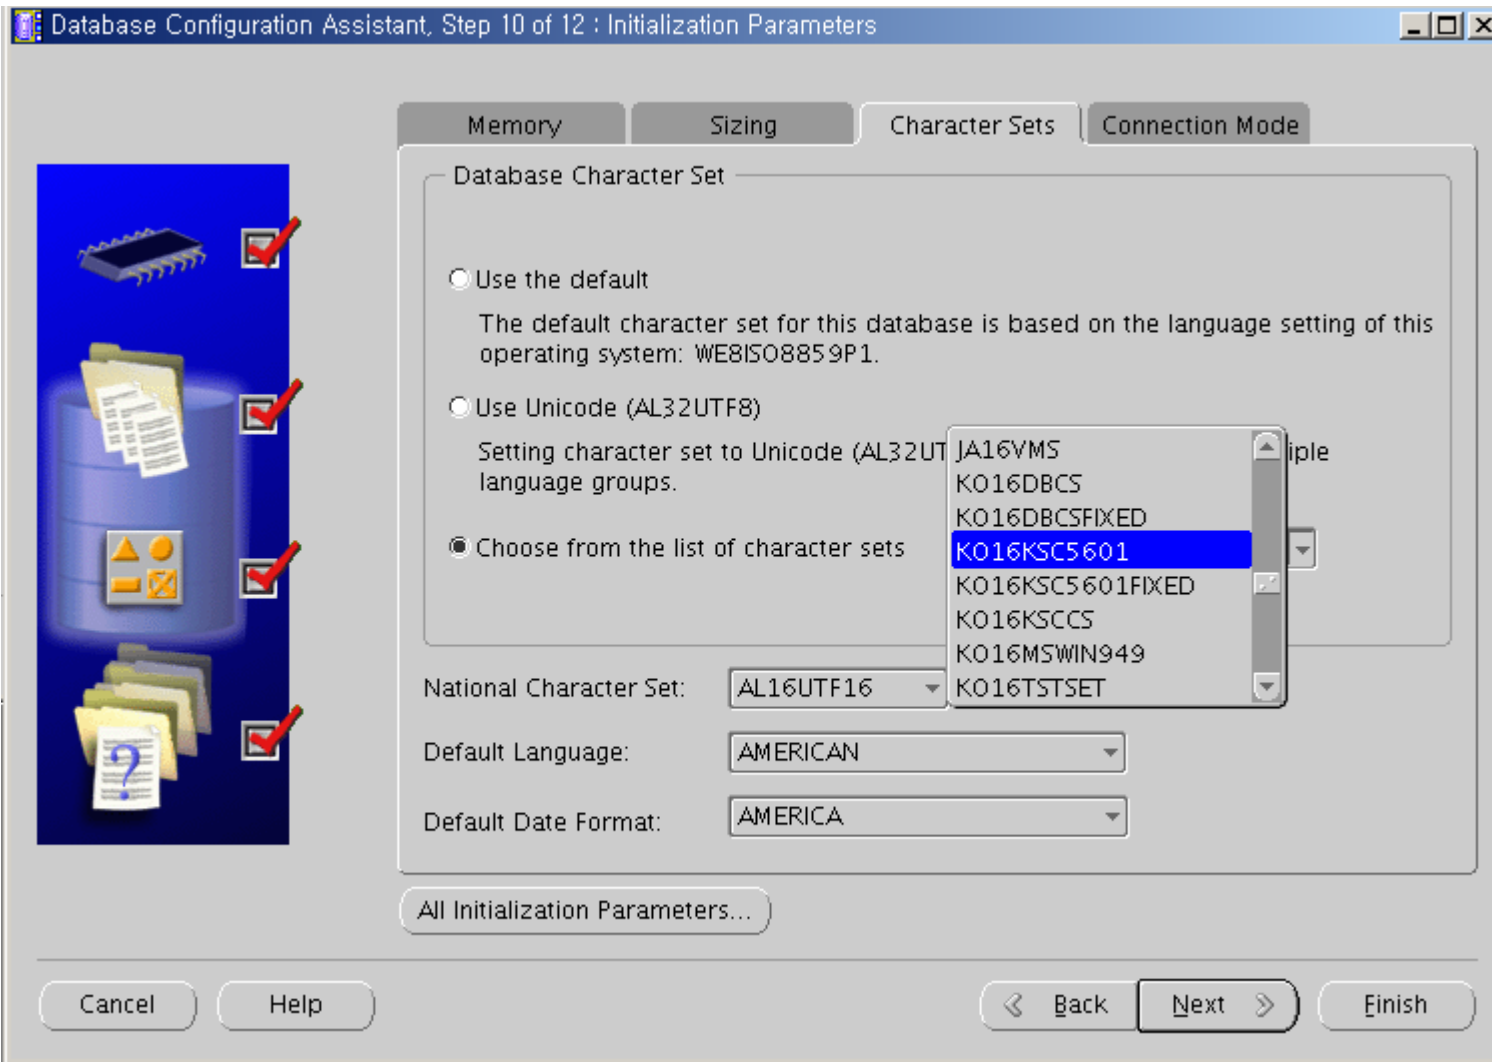 Database Configuration Assistant, Step 10 of 12 : Initialization Parameters
Memory
Sizing
Character Sets
Connection Mode
Database Character Set
Use the default
The default character set for this database is based on the language setting of this
operating system: WE8ISO8859P1.
Use Unicode (AL32UTF8)
Setting character set to Unicode (AL32UT
iple
language groups.
Choose from the list of character sets
JA16VMS
KO16DBCS
KO16DBCSFIXED
KO16KSC5601
KO16KSC5601FIXED
KO16KSCCS
KO16MSWIN949
KO16TSTSET
National Character Set:
AL16UTF16
Default Language:
AMERICAN
Default Date Format:
AMERICA
All Initialization Parameters...
Cancel
Help
Back
Next
Finish
?